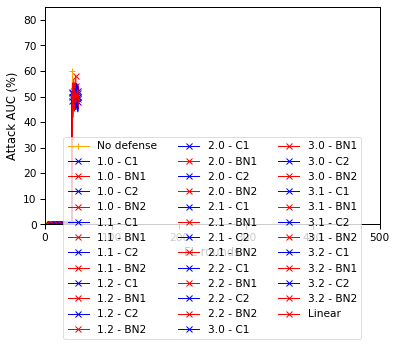 80
70
60
50
40
30
20
10
0
Attack AUC (%)
0
500
No defense
1.0 - C1
1.0 - BN1
1.0 - C2
1.0 - BN2
1.1 - C1
1.1 - BN1
1.1 - C2
1.1 - BN2
1.2 - C1
1.2 - BN1
1.2 - C2
1.2 - BN2
2.0 - C1
2.0 - BN1
2.0 - C2
2.0 - BN2
2.1 - C1
2.1 - BN1
2.1 - C2
2.1 - BN2
2.2 - C1
2.2 - BN1
2.2 - C2
2.2 - BN2
3.0 - C1
3.0 - BN1
3.0 - C2
3.0 - BN2
3.1 - C1
3.1 - BN1
3.1 - C2
3.1 - BN2
3.2 - C1
3.2 - BN1
3.2 - C2
3.2 - BN2
Linear